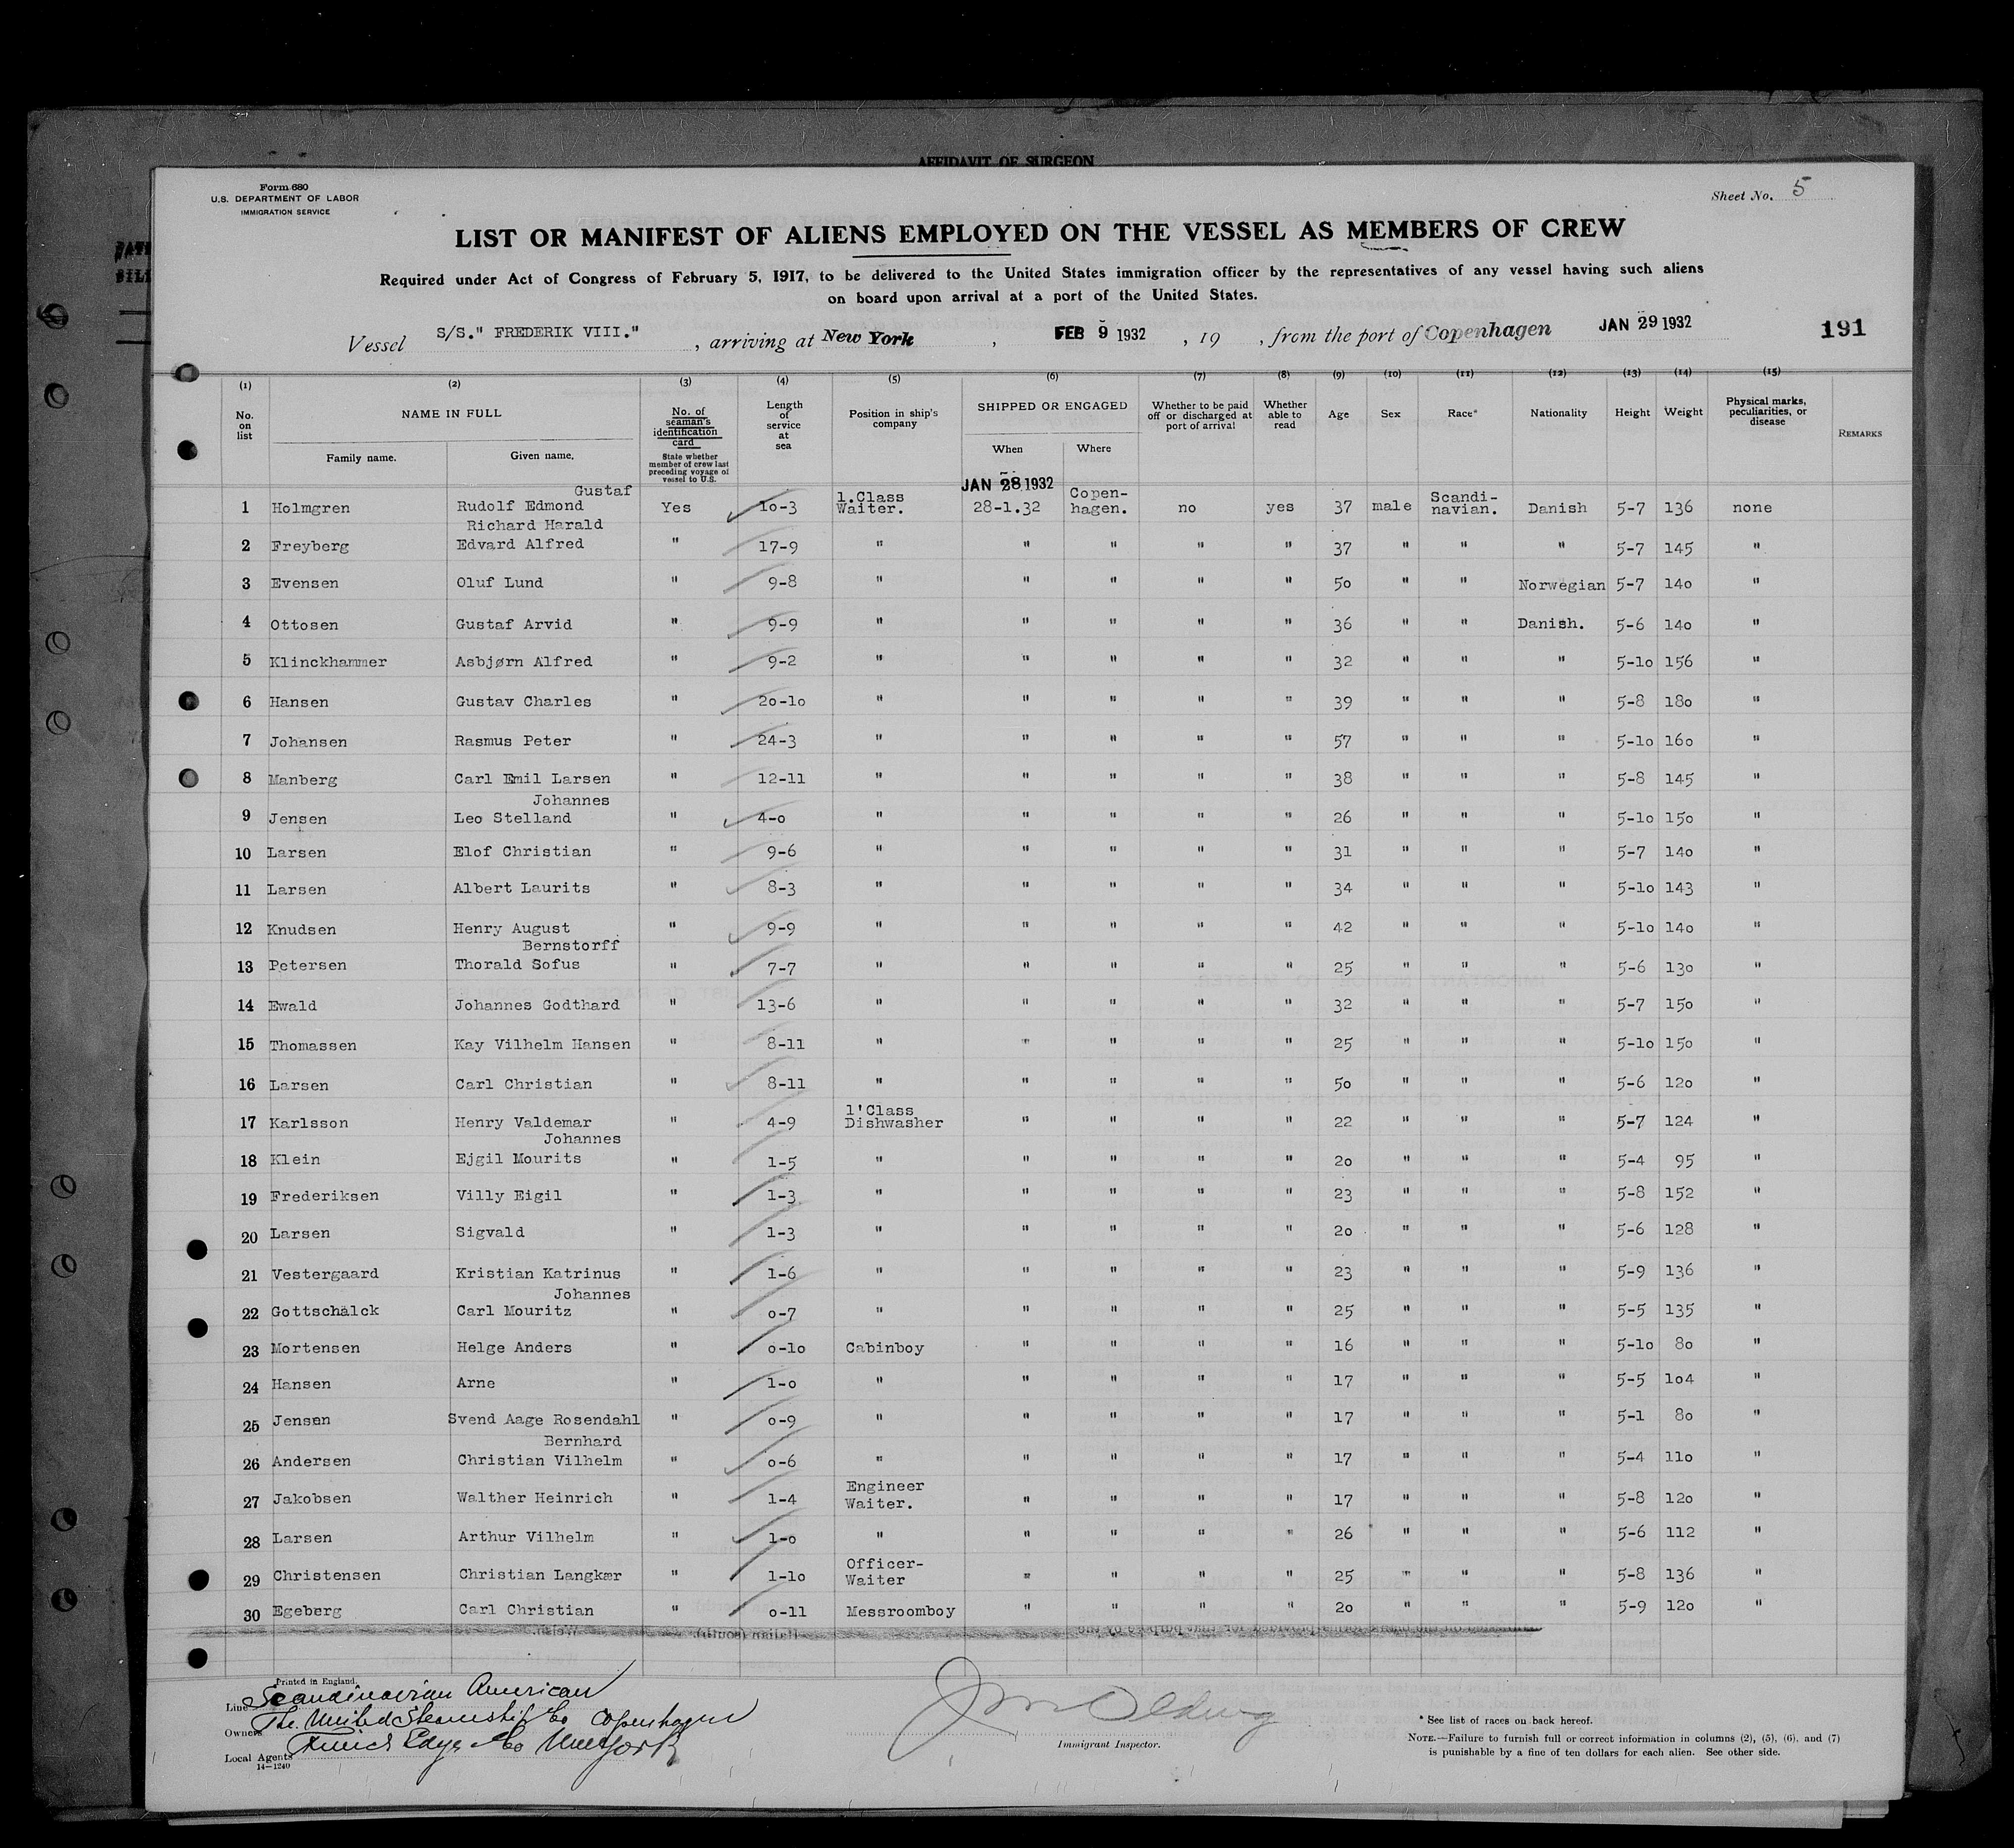 AFFIDAVIT OF SURGEON
Form 680
U.S. DEPARTMENT OF LABOR
IMMIGRATION SERVICE
Sheet No. 5
LIST OR MANIFEST OF ALIENS EMPLOYED ON THE VESSEL AS MEMBERS OF CREW
Required under Act of Congress of February 5, 1917, to be delivered to the United States immigration officer by the representatives of any vessel having such aliens
on board upon arrival at a port of the United States.
Vessel S/S." FREDERIK VIII." , arriving at New York , FEB 9 1932 , 19 , from the port of Copenhagen JAN 29 1932 191
(1) (2) (3) (4) (5) (6) (7) (8) (9) (10) (11) (12) (13) (14) (15)
No. on list NAME IN FULL Family name. Given name. No. of seaman's identification card State whether member of crew last preceding voyage of vessel to U.S. Length of service at sea Position in ship's company SHIPPED OR ENGAGED When Where Whether to be paid off or discharged at port of arrival Whether able to read Age Sex Race* Nationality Height Weight Physical marks, peculiarities, or disease REMARKS
JAN 28 1932
Gustaf
1 Holmgren Rudolf Edmond Yes 10-3 1.Class Waiter. 28-1.32 Copen-hagen. no yes 37 male Scandi-navian. Danish 5-7 136 none
Richard Harald
2 Freyberg Edvard Alfred " 17-9 " " " " " 37 " " " 5-7 145 "
3 Evensen Oluf Lund " 9-8 " " " " " 50 " " Norwegian 5-7 140 "
4 Ottosen Gustaf Arvid " 9-9 " " " " " 36 " " Danish. 5-6 140 "
5 Klinckhammer Asbjørn Alfred " 9-2 " " " " " 32 " " " 5-10 156 "
6 Hansen Gustav Charles " 20-10 " " " " " 39 " " " 5-8 180 "
7 Johansen Rasmus Peter " 24-3 " " " " " 57 " " " 5-10 160 "
8 Manberg Carl Emil Larsen " 12-11 " " " " " 38 " " " 5-8 145 "
Johannes
9 Jensen Leo Stelland " 4-0 " " " " " 26 " " " 5-10 150 "
10 Larsen Elof Christian " 9-6 " " " " " 31 " " " 5-7 140 "
11 Larsen Albert Laurits " 8-3 " " " " " 34 " " " 5-10 143 "
12 Knudsen Henry August " 9-9 " " " " " 42 " " " 5-10 140 "
Bernstorff
13 Petersen Thorald Sofus " 7-7 " " " " " 25 " " " 5-6 130 "
14 Ewald Johannes Godthard " 13-6 " " " " " 32 " " " 5-7 150 "
15 Thomassen Kay Vilhelm Hansen " 8-11 " " " " " 25 " " " 5-10 150 "
16 Larsen Carl Christian " 8-11 " " " " " 50 " " " 5-6 120 "
17 Karlsson Henry Valdemar " 4-9 1'Class Dishwasher " " " " 22 " " " 5-7 124 "
Johannes
18 Klein Ejgil Mourits " 1-5 " " " " " 20 " " " 5-4 95 "
19 Frederiksen Villy Eigil " 1-3 " " " " " 23 " " " 5-8 152 "
20 Larsen Sigvald " 1-3 " " " " " 20 " " " 5-6 128 "
21 Vestergaard Kristian Katrinus " 1-6 " " " " " 23 " " " 5-9 136 "
Johannes
22 Gottschalck Carl Mouritz " 0-7 " " " " " 25 " " " 5-5 135 "
23 Mortensen Helge Anders " 0-10 Cabinboy " " " " 16 " " " 5-10 80 "
24 Hansen Arne " 1-0 " " " " " 17 " " " 5-5 104 "
25 Jensen Svend Aage Rosendahl " 0-9 " " " " " 17 " " " 5-1 80 "
Bernhard
26 Andersen Christian Vilhelm " 0-6 " " " " " 17 " " " 5-4 110 "
27 Jakobsen Walther Heinrich " 1-4 Engineer Waiter. " " " " 17 " " " 5-8 120 "
28 Larsen Arthur Vilhelm " 1-0 " " " " " 26 " " " 5-6 112 "
29 Christensen Christian Langkær " 1-10 Officer-Waiter " " " " 25 " " " 5-8 136 "
30 Egeberg Carl Christian " 0-11 Messroomboy " " " " 20 " " " 5-9 120 "
Printed in England.
Line Scandinavian American
Owners The United Steamship Co Copenhagen
Local Agents Funch Edye & Co New York
14-1240
Immigrant Inspector.
* See list of races on back hereof.
NOTE.—Failure to furnish full or correct information in columns (2), (5), (6), and (7)
is punishable by a fine of ten dollars for each alien. See other side.